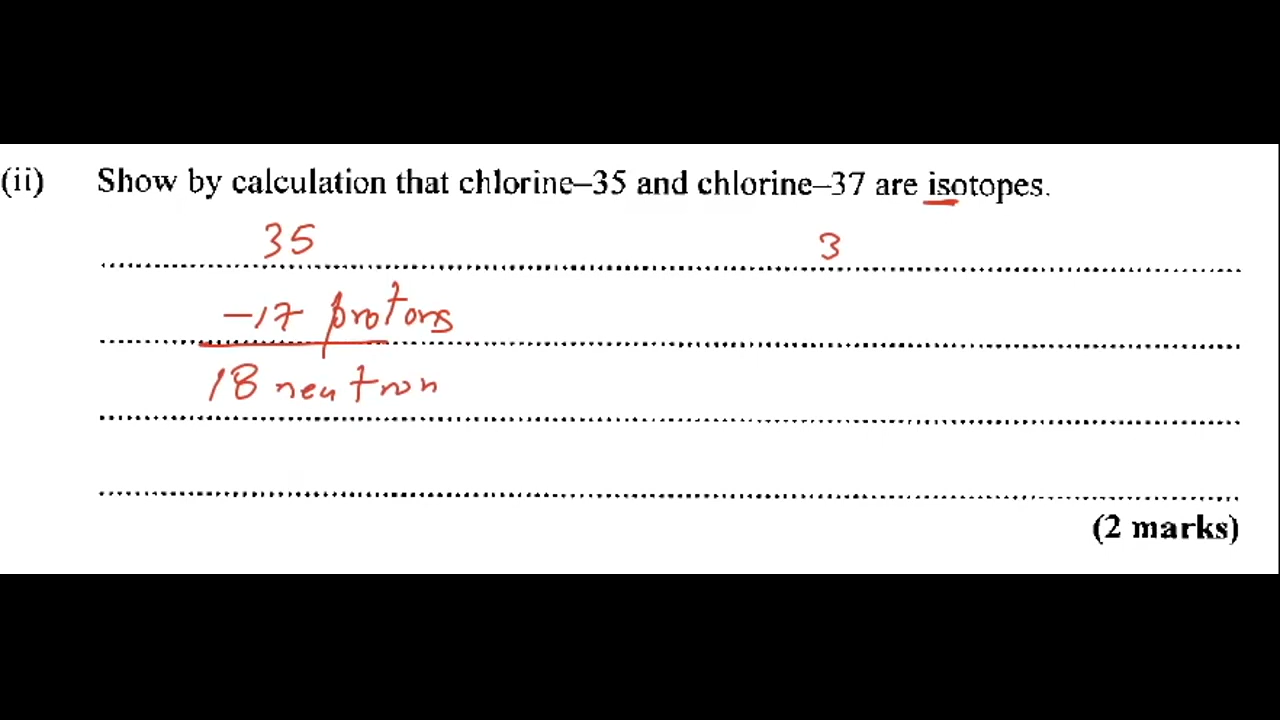 (ii) Show by calculation that chlorine–35 and chlorine–37 are isotopes.
35 3
–17 protons
18 neutron
(2 marks)